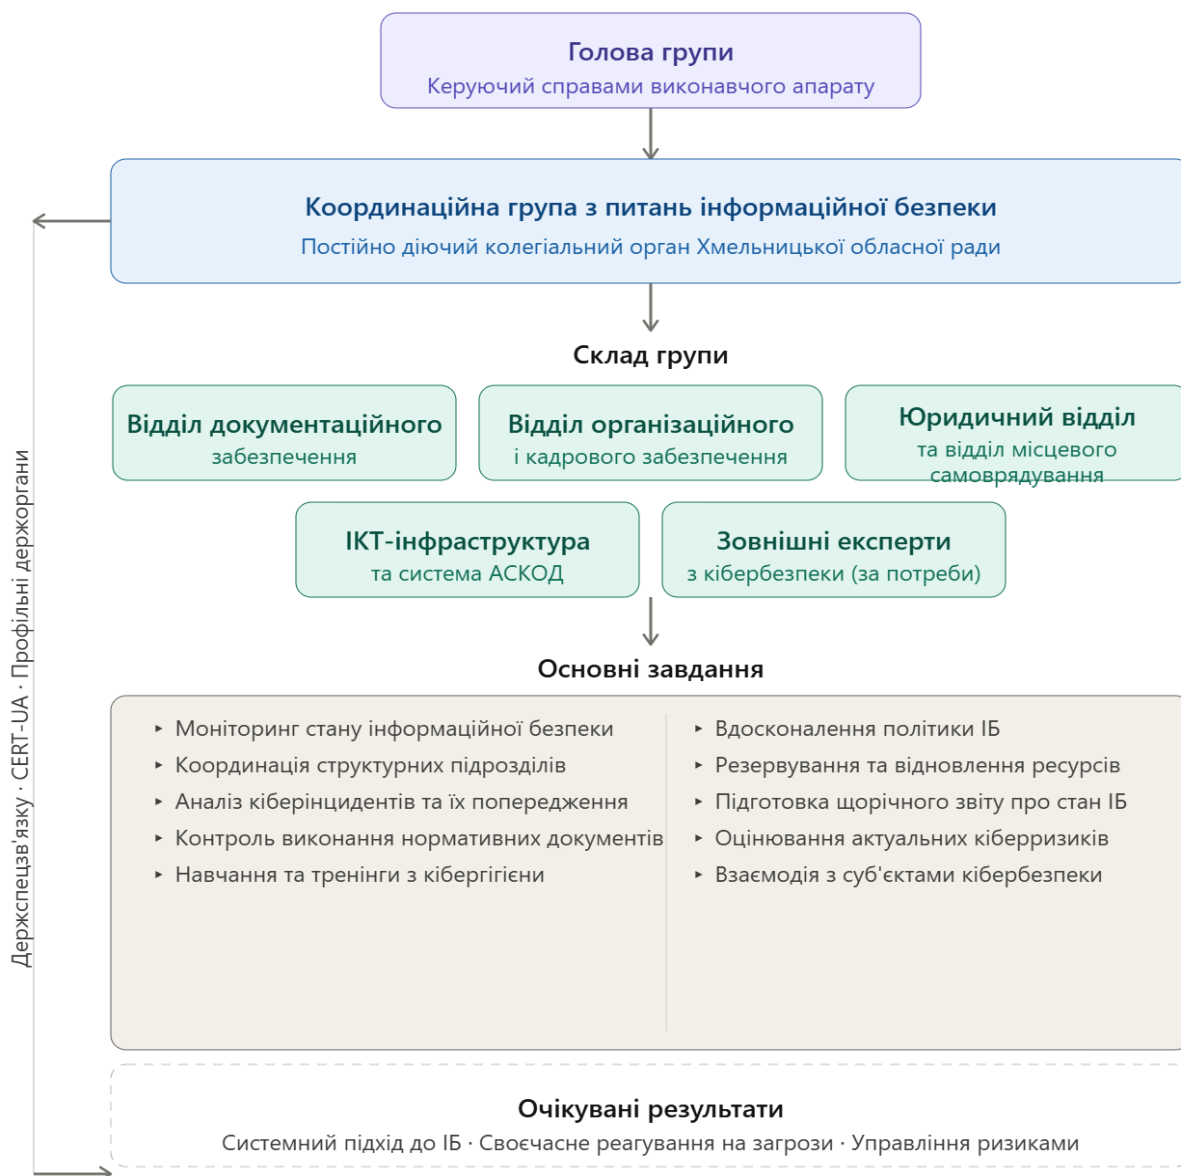 Голова групи
Керуючий справами виконавчого апарату
Координаційна група з питань інформаційної безпеки
Постійно діючий колегіальний орган Хмельницької обласної ради
Склад групи
Відділ документаційного
забезпечення
Відділ організаційного
і кадрового забезпечення
Юридичний відділ
та відділ місцевого
самоврядування
ІКТ-інфраструктура
та система АСКОД
Зовнішні експерти
з кібербезпеки (за потреби)
Держспецзв'язку · CERT-UA · Профільні держоргани
Основні завдання
▸ Моніторинг стану інформаційної безпеки
▸ Координація структурних підрозділів
▸ Аналіз кіберінцидентів та їх попередження
▸ Контроль виконання нормативних документів
▸ Навчання та тренінги з кібергігієни
▸ Вдосконалення політики ІБ
▸ Резервування та відновлення ресурсів
▸ Підготовка щорічного звіту про стан ІБ
▸ Оцінювання актуальних кіберризиків
▸ Взаємодія з суб'єктами кібербезпеки
Очікувані результати
Системний підхід до ІБ · Своєчасне реагування на загрози · Управління ризиками